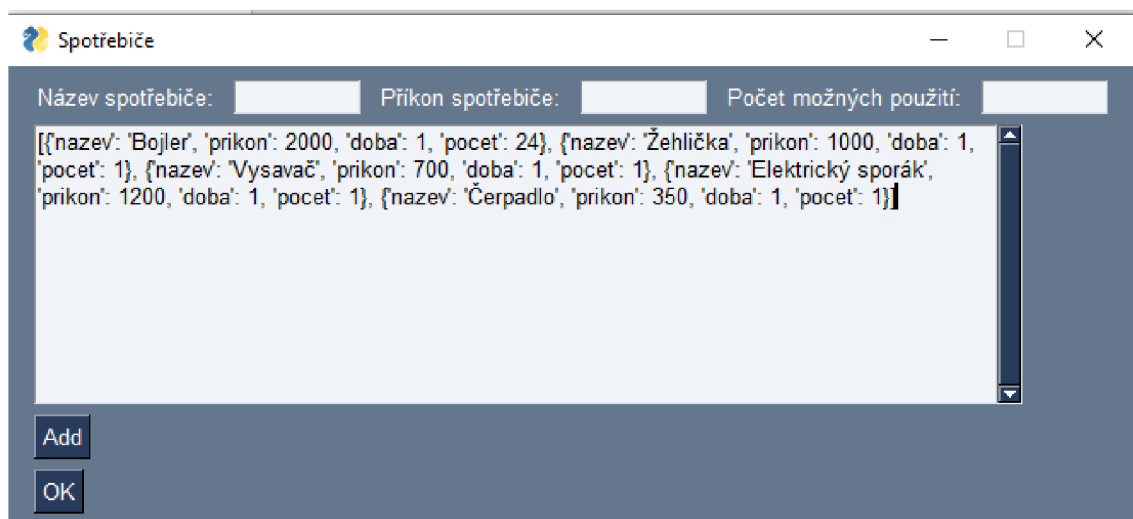 Spotřebiče
Název spotřebiče: Příkon spotřebiče: Počet možných použití:
[{'nazev': 'Bojler', 'prikon': 2000, 'doba': 1, 'pocet': 24}, {'nazev': 'Žehlička', 'prikon': 1000, 'doba': 1,
'pocet': 1}, {'nazev': 'Vysavač', 'prikon': 700, 'doba': 1, 'pocet': 1}, {'nazev': 'Elektrický sporák',
'prikon': 1200, 'doba': 1, 'pocet': 1}, {'nazev': 'Čerpadlo', 'prikon': 350, 'doba': 1, 'pocet': 1}]
Add
OK